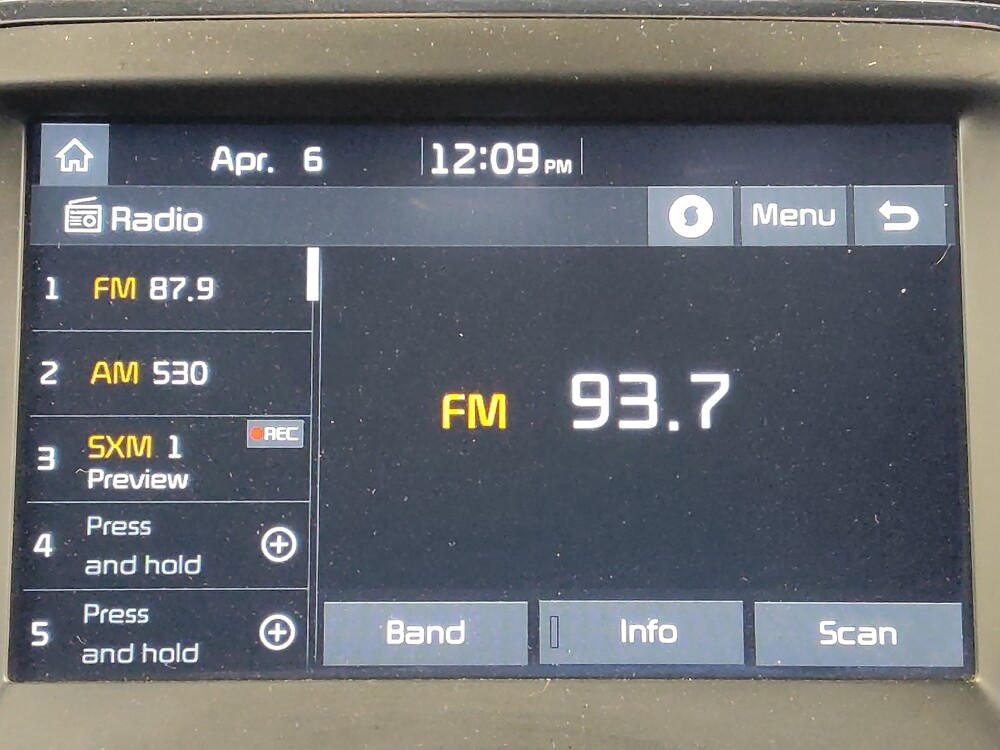 Apr. 6 12:09 PM
Radio
Menu
1 FM 87.9
2 AM 530
3 SXM 1 REC
Preview
4 Press
and hold
5 Press
and hold
FM 93.7
Band Info Scan